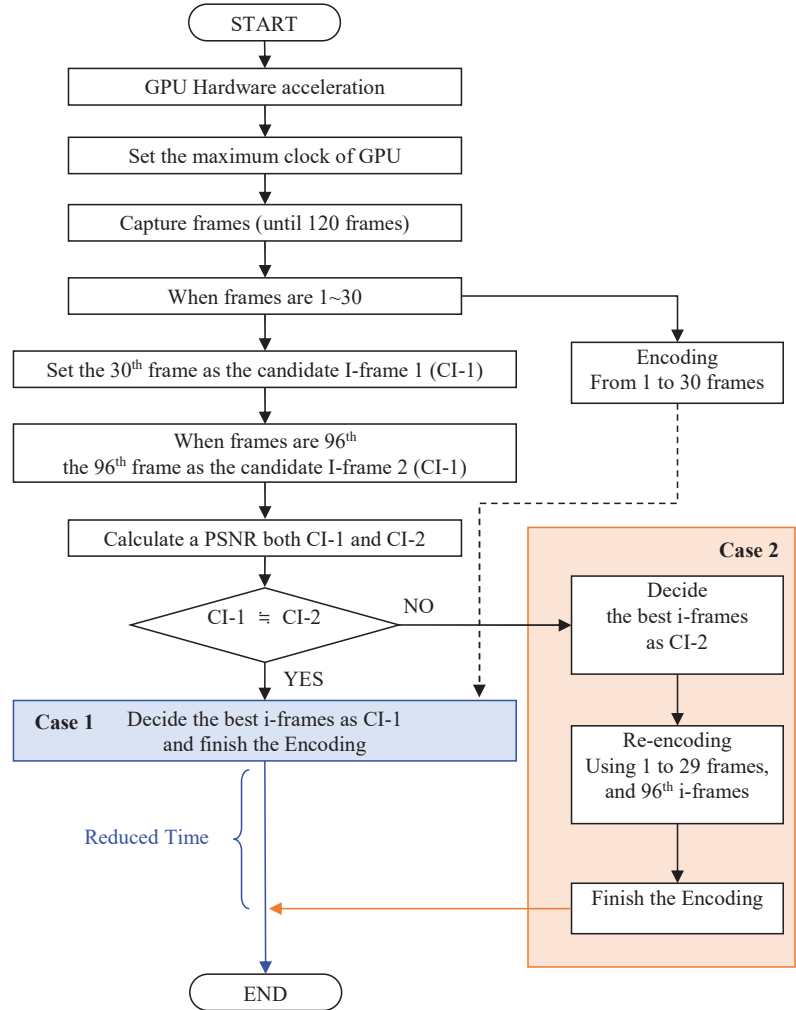 START
GPU Hardware acceleration
Set the maximum clock of GPU
Capture frames (until 120 frames)
When frames are 1~30
Set the 30th frame as the candidate I-frame 1 (CI-1)
Encoding
From 1 to 30 frames
When frames are 96th
the 96th frame as the candidate I-frame 2 (CI-1)
Calculate a PSNR both CI-1 and CI-2
CI-1 ≒ CI-2
NO
YES
Case 2
Decide
the best i-frames
as CI-2
Case 1 Decide the best i-frames as CI-1
and finish the Encoding
Re-encoding
Using 1 to 29 frames,
and 96th i-frames
Reduced Time
Finish the Encoding
END